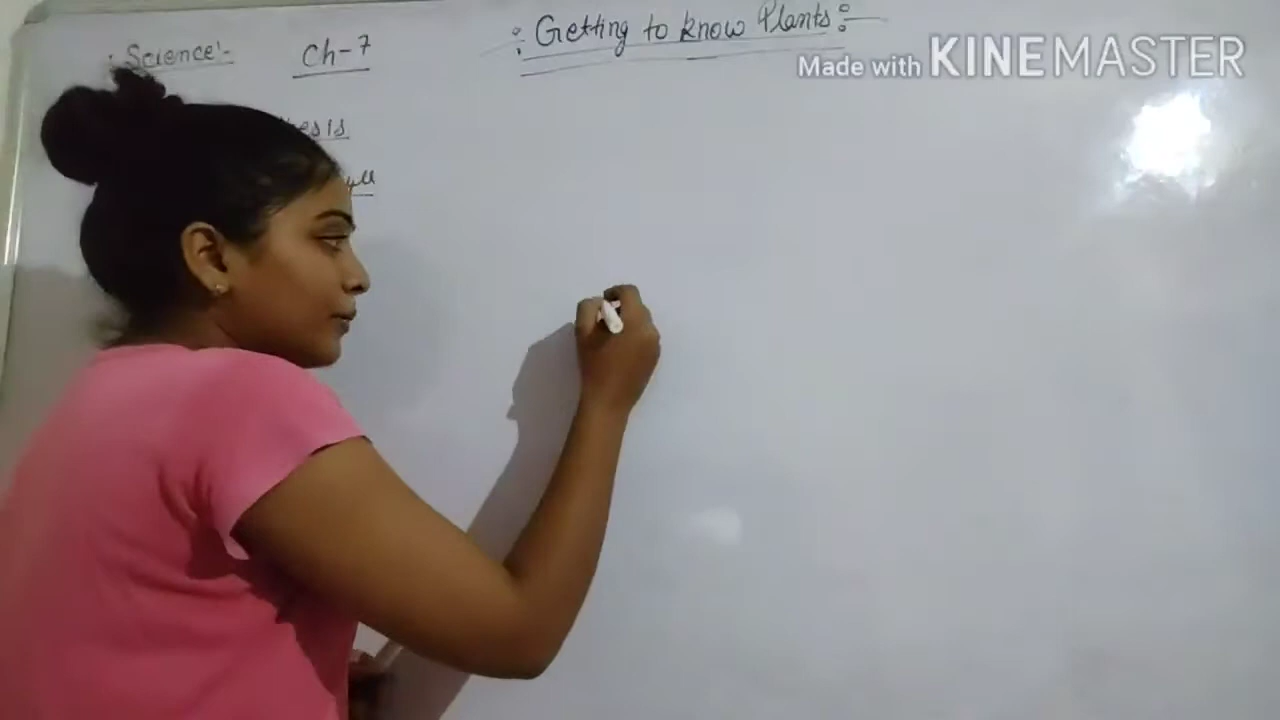 : Science:- Ch-7 : Getting to know Plants:-
Made with KINEMASTER